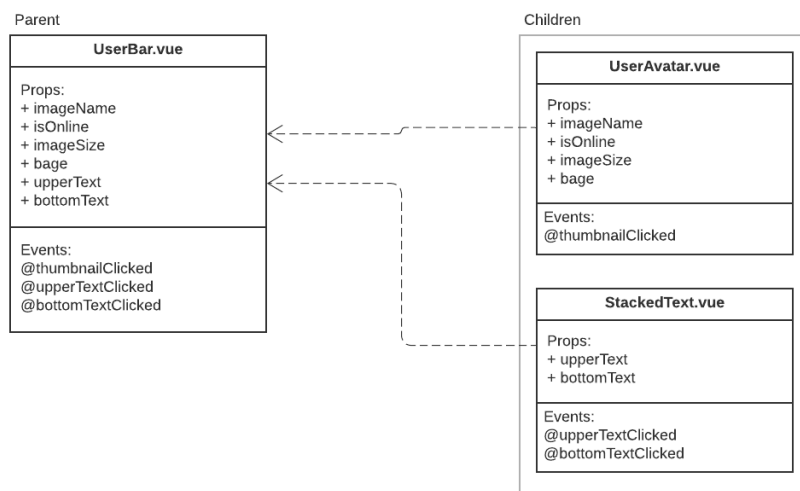 Parent
UserBar.vue
Props:
+ imageName
+ isOnline
+ imageSize
+ bage
+ upperText
+ bottomText
Events:
@thumbnailClicked
@upperTextClicked
@bottomTextClicked
Children
UserAvatar.vue
Props:
+ imageName
+ isOnline
+ imageSize
+ bage
Events:
@thumbnailClicked
StackedText.vue
Props:
+ upperText
+ bottomText
Events:
@upperTextClicked
@bottomTextClicked